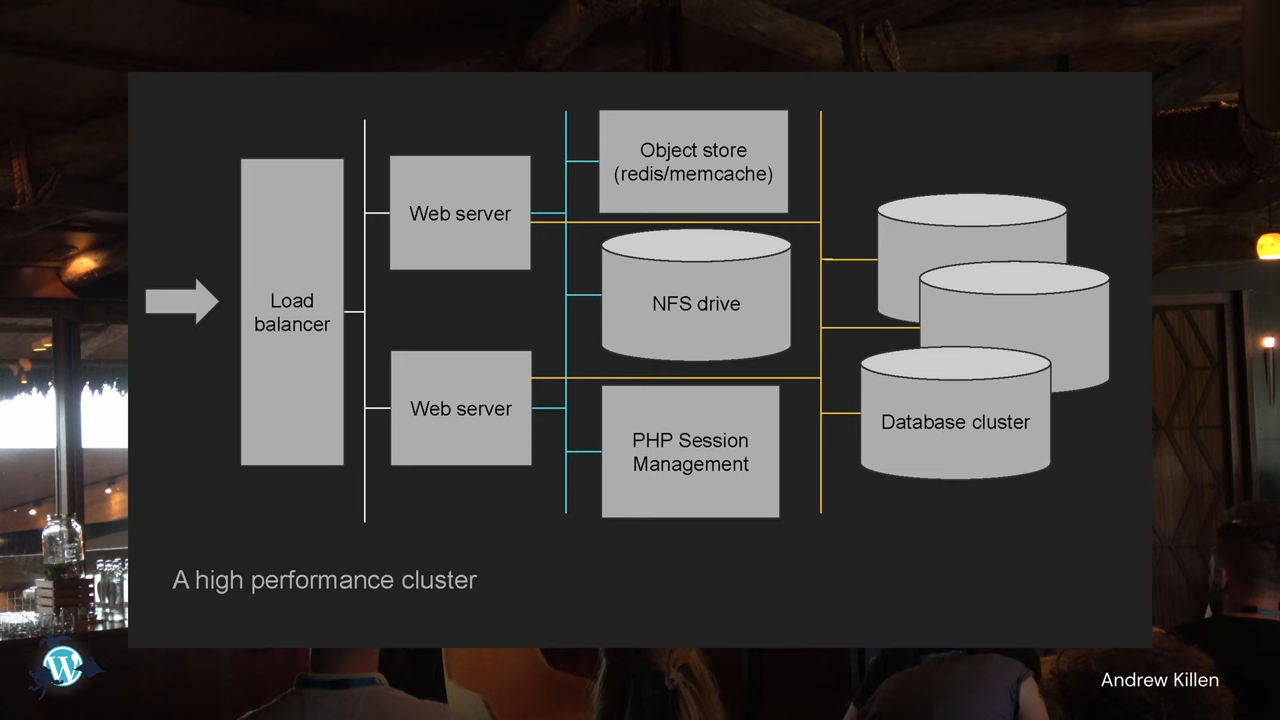 Load
balancer
Web server
Web server
Object store
(redis/memcache)
NFS drive
PHP Session
Management
Database cluster
A high performance cluster
Andrew Killen